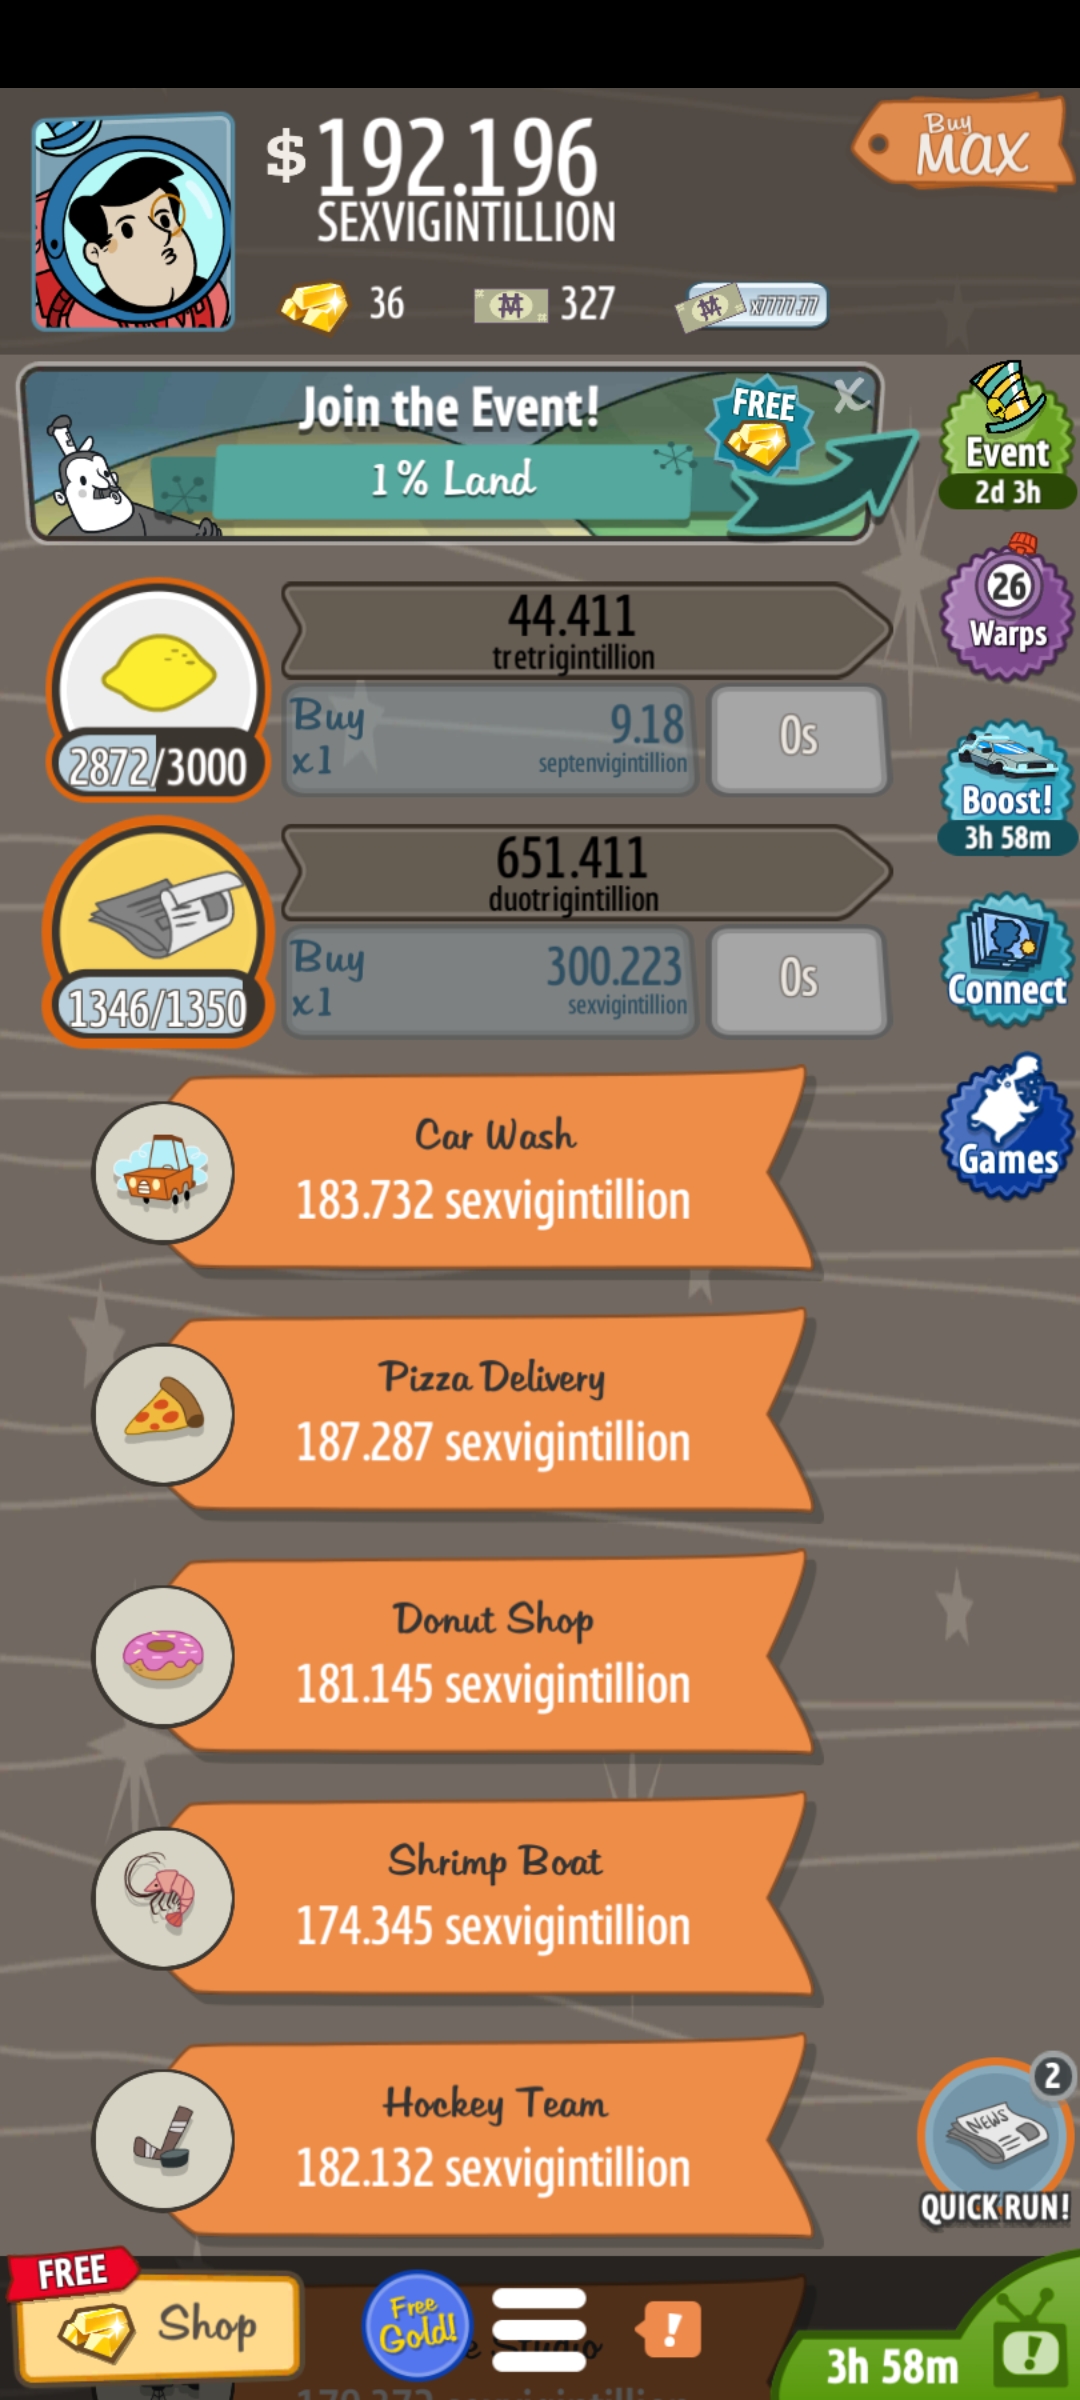 $192.196
SEXVIGINTILLION
Buy
MAX
36
327
x7777.77
Join the Event!
1% Land
FREE
x
Event
2d 3h
44.411
tretrigintillion
Buy
x1
9.18
septenvigintillion
0s
2872/3000
26
Warps
Boost!
3h 58m
651.411
duotrigintillion
Buy
x1
300.223
sexvigintillion
0s
1346/1350
Connect
Games
Car Wash
183.732 sexvigintillion
Pizza Delivery
187.287 sexvigintillion
Donut Shop
181.145 sexvigintillion
Shrimp Boat
174.345 sexvigintillion
Hockey Team
182.132 sexvigintillion
2
NEWS
QUICK RUN!
FREE
Shop
Free
Gold!
!
3h 58m
!